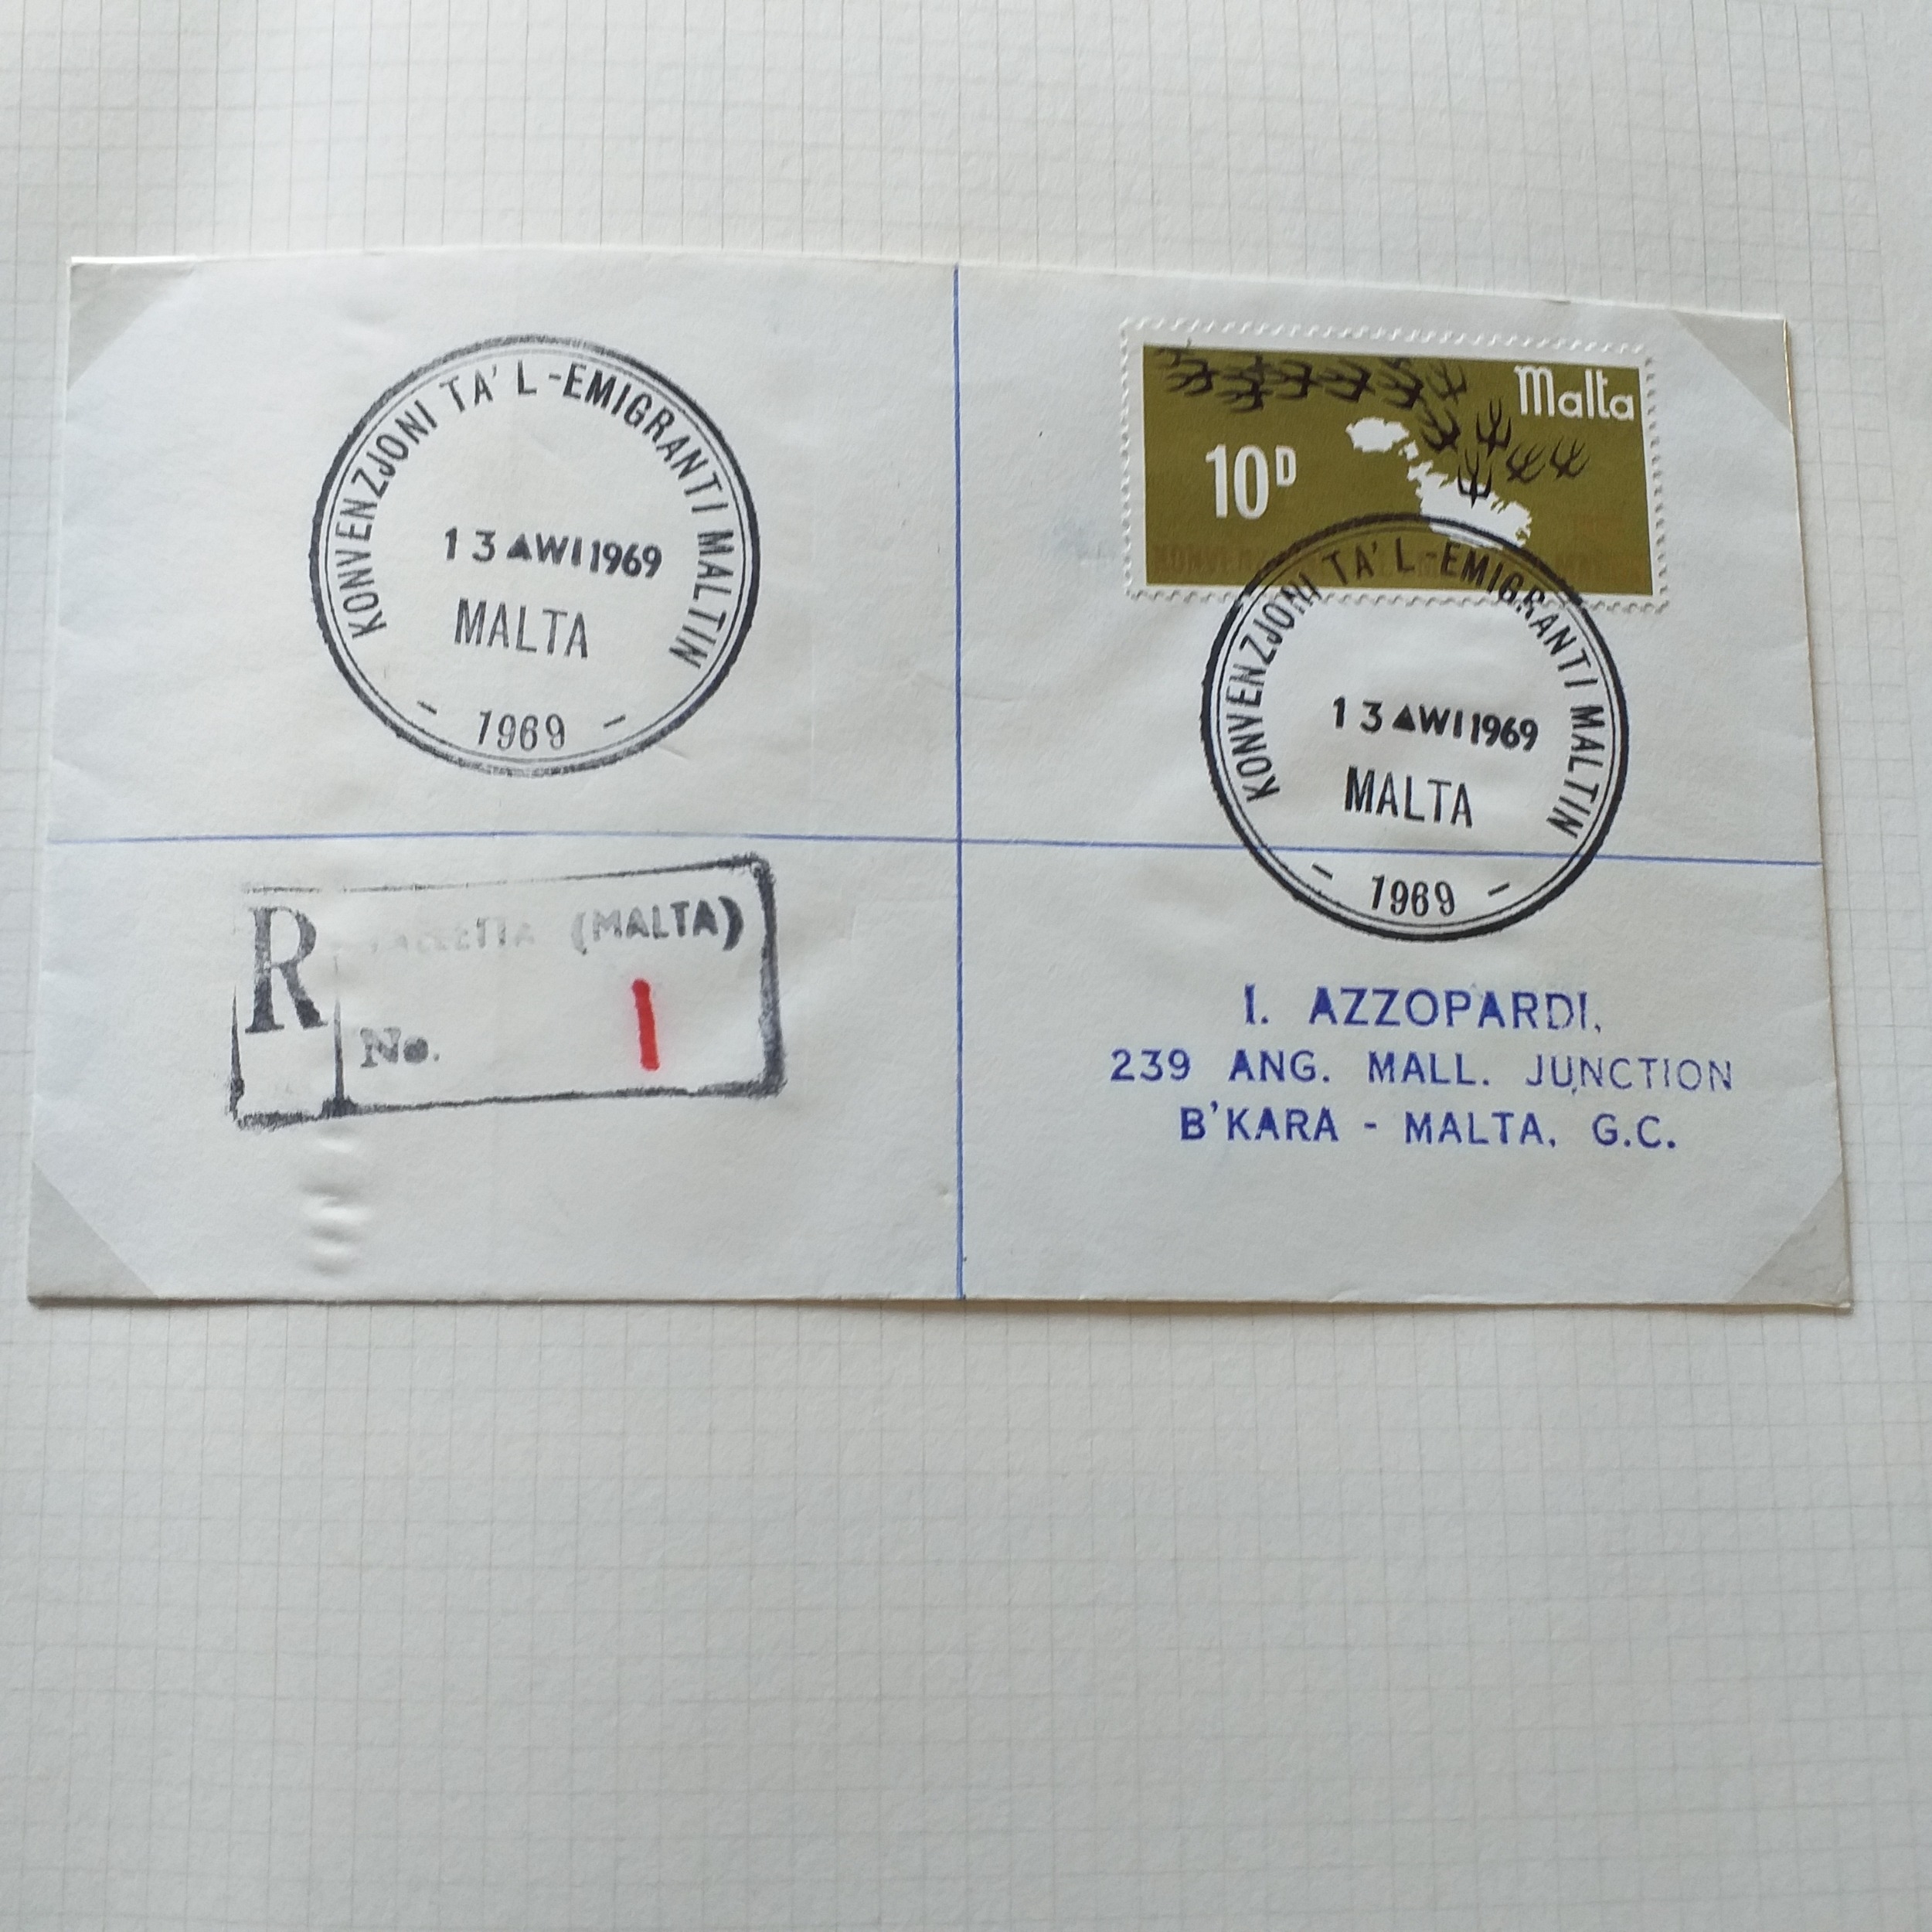 KONVENZJONI TA' L-EMIGRANTI MALTIN
13 AWI 1969
MALTA
- 1969 -
Malta
10D
KONVENZJONI TA' L-EMIGRANTI MALTIN
13 AWI 1969
MALTA
- 1969 -
R
(MALTA)
No. 1
I. AZZOPARDI,
239 ANG. MALL. JUNCTION
B'KARA - MALTA, G.C.